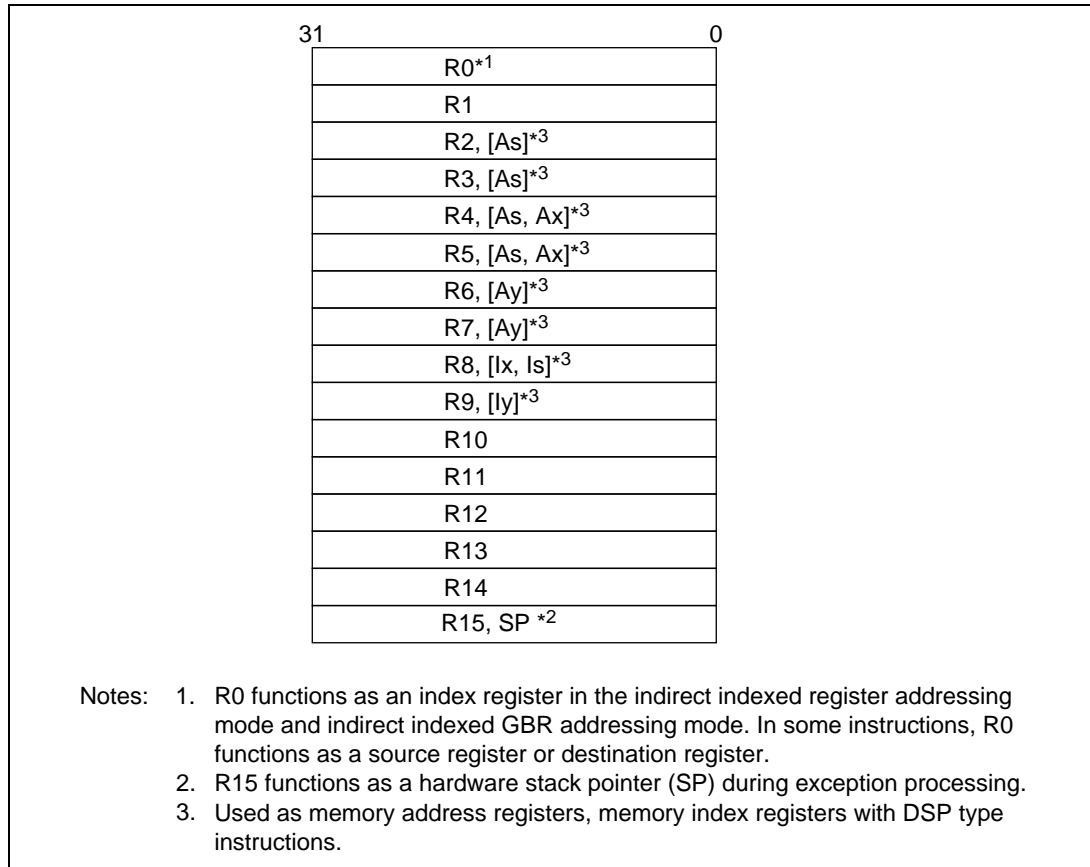 31 0
R0*1
R1
R2, [As]*3
R3, [As]*3
R4, [As, Ax]*3
R5, [As, Ax]*3
R6, [Ay]*3
R7, [Ay]*3
R8, [Ix, Is]*3
R9, [Iy]*3
R10
R11
R12
R13
R14
R15, SP *2
Notes: 1. R0 functions as an index register in the indirect indexed register addressing
mode and indirect indexed GBR addressing mode. In some instructions, R0
functions as a source register or destination register.
2. R15 functions as a hardware stack pointer (SP) during exception processing.
3. Used as memory address registers, memory index registers with DSP type
instructions.